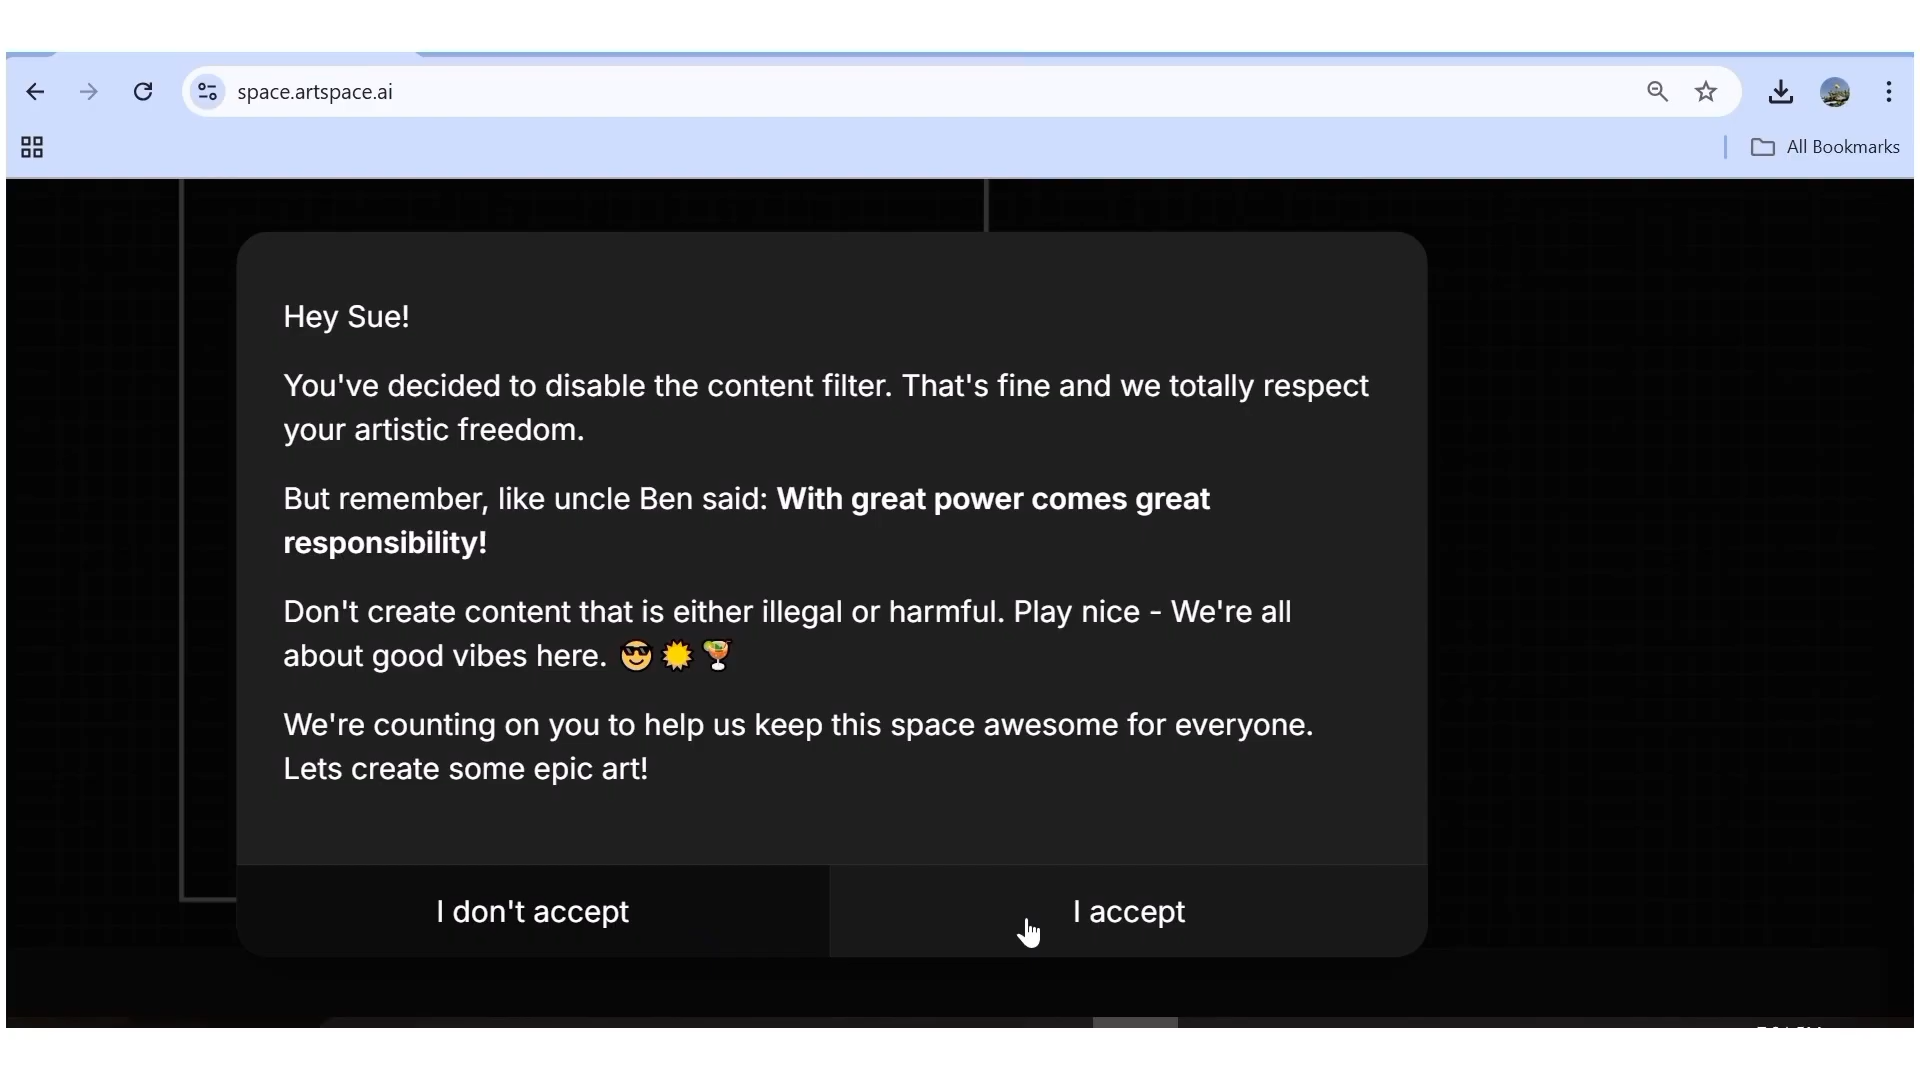 space.artspace.ai
All Bookmarks
Hey Sue!
You've decided to disable the content filter. That's fine and we totally respect
your artistic freedom.
But remember, like uncle Ben said: With great power comes great
responsibility!
Don't create content that is either illegal or harmful. Play nice - We're all
about good vibes here. 😎 ☀️ 🍹
We're counting on you to help us keep this space awesome for everyone.
Lets create some epic art!
I don't accept
I accept